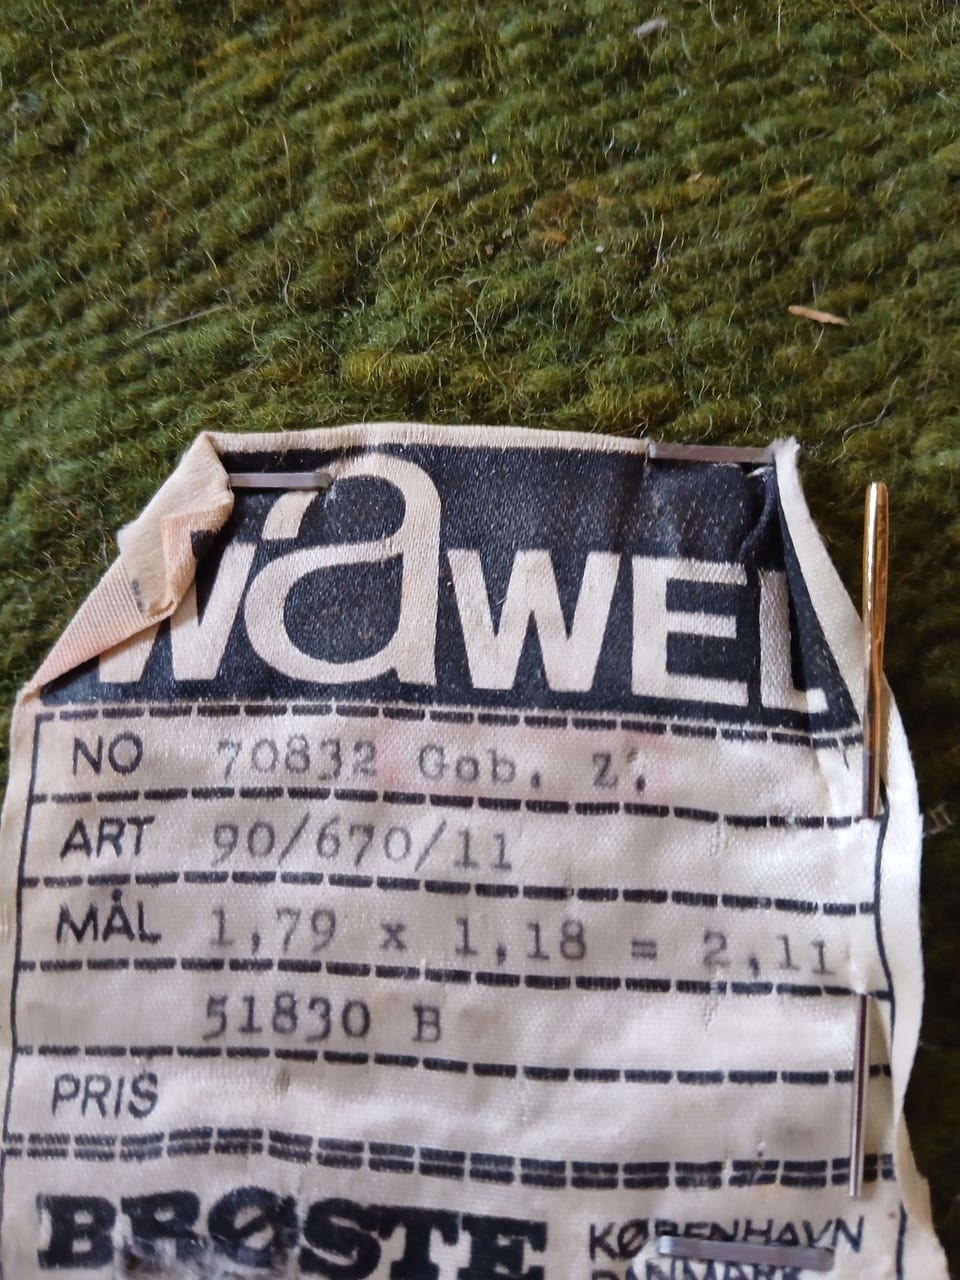 WaWEL
NO 70832 Gob. Z.
ART 90/670/11
MÅL 1,79 x 1,18 = 2,11
51830 B
PRIS
BRØSTE KØBENHAVN
DANMARK